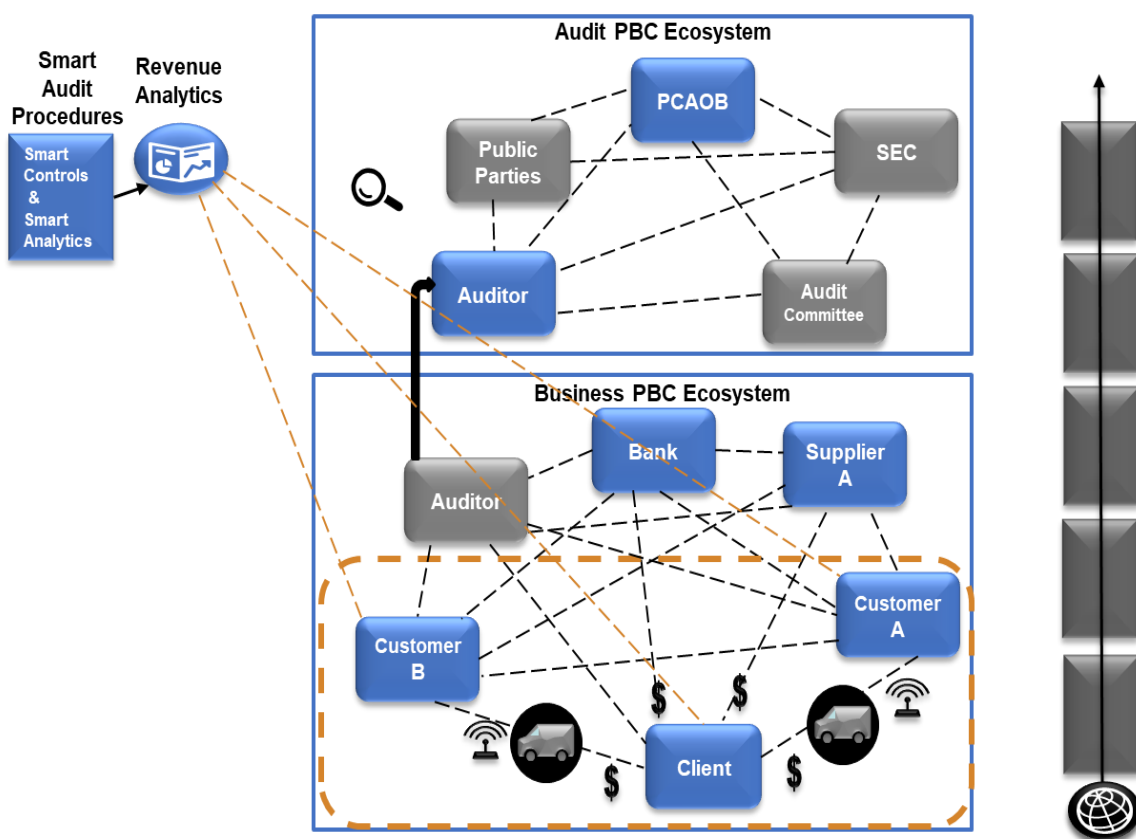 Smart
Audit
Procedures
Revenue
Analytics
Smart
Controls
&
Smart
Analytics
Audit PBC Ecosystem
PCAOB
Public
Parties
SEC
Auditor
Audit
Committee
Business PBC Ecosystem
Bank
Supplier
A
Auditor
Customer
A
Customer
B
$
$
Client
$
$